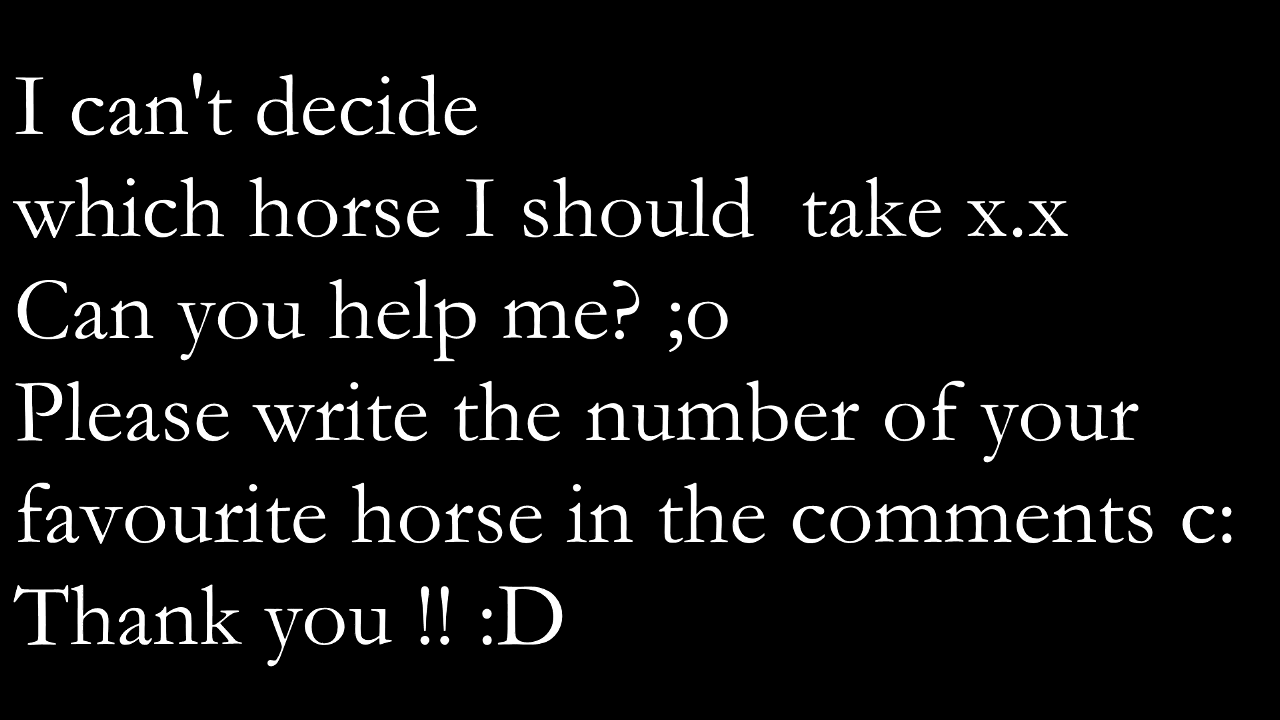 I can't decide
which horse I should  take x.x
Can you help me? ;o
Please write the number of your
favourite horse in the comments c:
Thank you !! :D